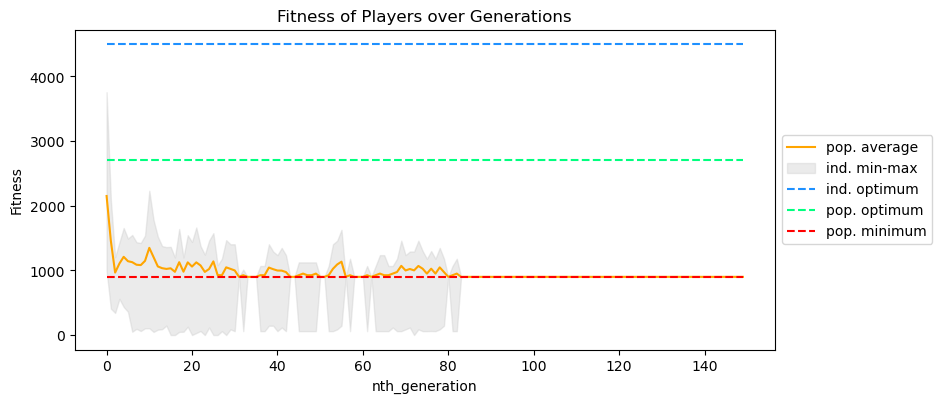 Fitness of Players over Generations
Fitness
4000
3000
2000
1000
0
0 20 40 60 80 100 120 140
nth_generation
pop. average
ind. min-max
ind. optimum
pop. optimum
pop. minimum